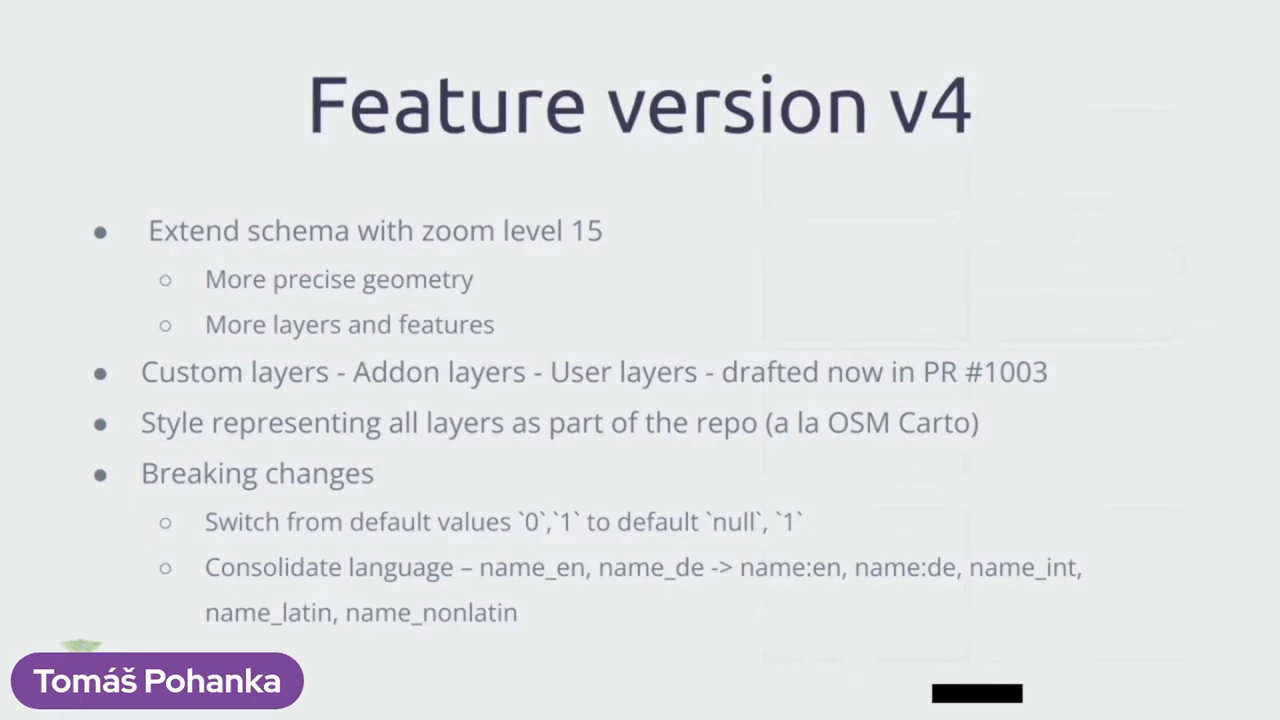 Feature version v4
● Extend schema with zoom level 15
○ More precise geometry
○ More layers and features
● Custom layers - Addon layers - User layers - drafted now in PR #1003
● Style representing all layers as part of the repo (a la OSM Carto)
● Breaking changes
○ Switch from default values `0`,`1` to default `null`, `1`
○ Consolidate language – name_en, name_de -> name:en, name:de, name_int,
name_latin, name_nonlatin
Tomáš Pohanka